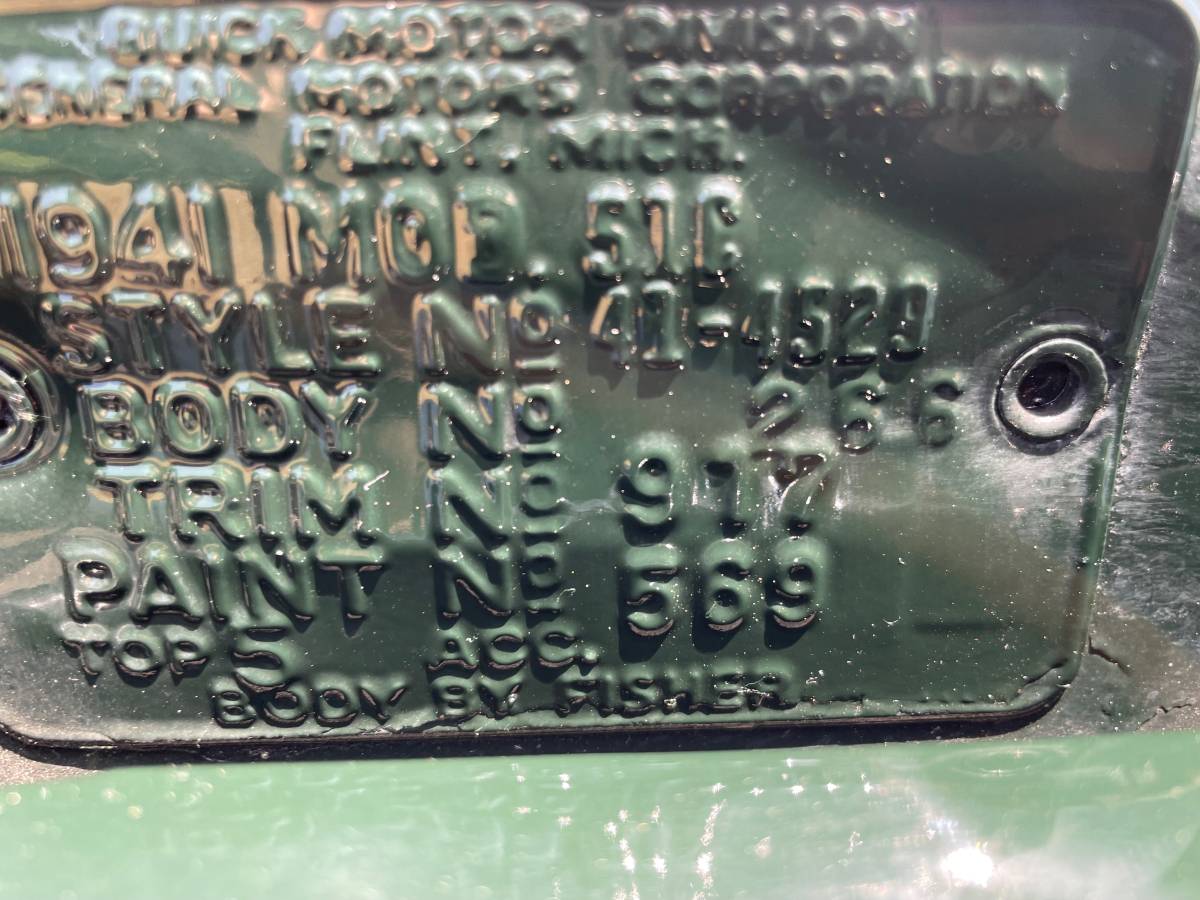 BUICK MOTOR DIVISION
GENERAL MOTORS CORPORATION
FLINT, MICH.
1941 MOD. 51C
STYLE Nº 41-4529
BODY Nº 266
TRIM Nº 917
PAINT Nº 569
TOP 5 ACC.
BODY BY FISHER